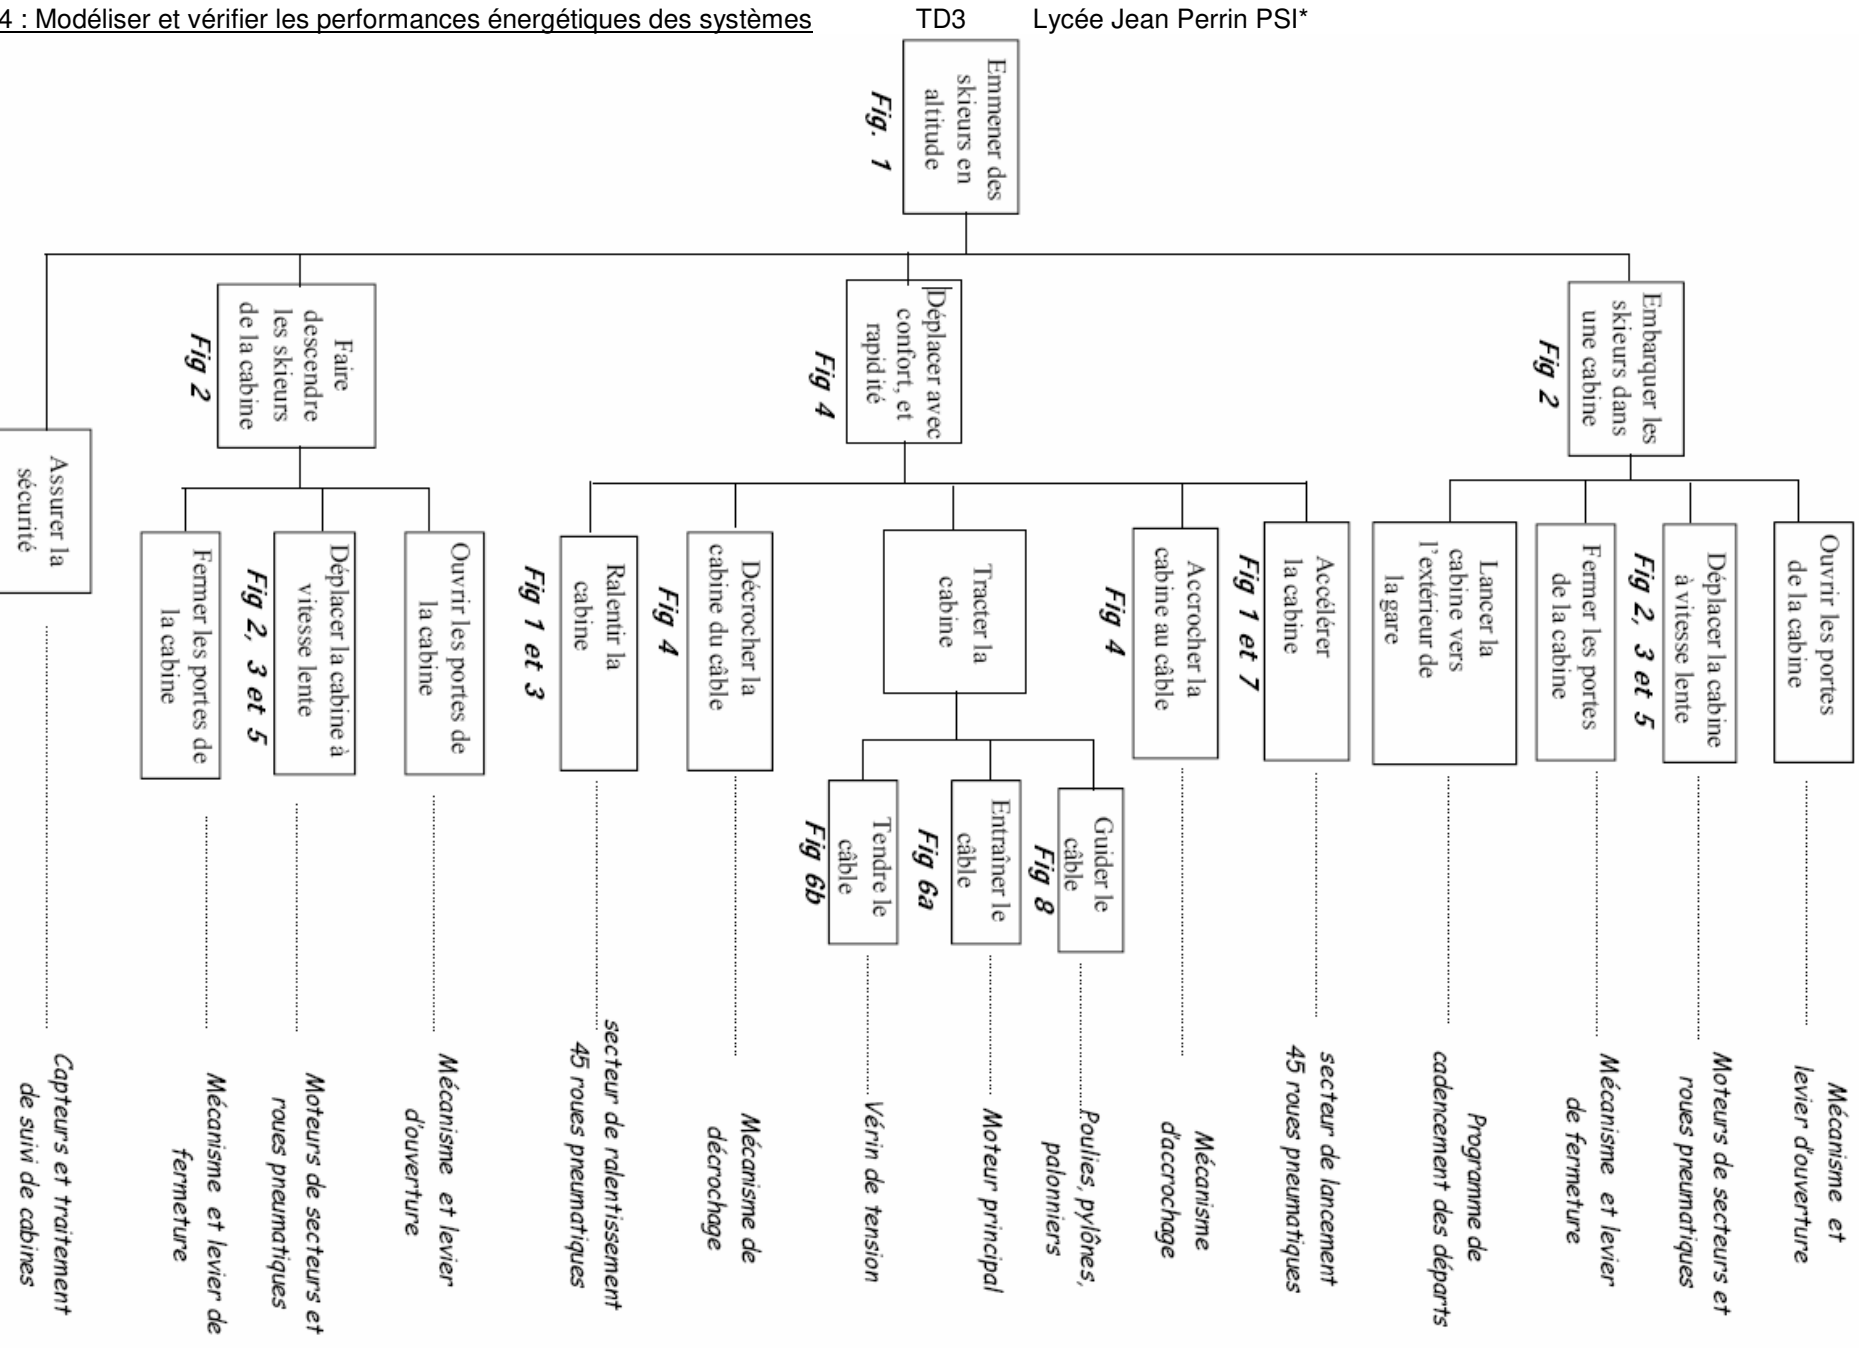 4 : Modéliser et vérifier les performances énergétiques des systèmes TD3 Lycée Jean Perrin PSI*
Emmener des
skieurs en
altitude
Fig. 1
Embarquer les
skieurs dans
une cabine
Fig 2
Ouvrir les portes
de la cabine
Mécanisme et
levier d'ouverture
Déplacer la cabine
à vitesse lente
Fig 2, 3 et 5
Moteurs de secteurs et
roues pneumatiques
Fermer les portes
de la cabine
Mécanisme et levier
de fermeture
Lancer la
cabine vers
l'extérieur de
la gare
Programme de
cadencement des départs
Déplacer avec
confort, et
rapidité
Fig 4
Accélérer
la cabine
Fig 1 et 7
secteur de lancement
45 roues pneumatiques
Accrocher la
cabine au câble
Fig 4
Mécanisme
d'accrochage
Tracter la
cabine
Guider le
câble
Fig 8
Poulies, pylônes,
palonniers
Entraîner le
câble
Fig 6a
Moteur principal
Tendre le
câble
Fig 6b
Vérin de tension
Décrocher la
cabine du câble
Fig 4
Mécanisme de
décrochage
Ralentir la
cabine
Fig 1 et 3
secteur de ralentissement
45 roues pneumatiques
Faire
descendre
les skieurs
de la cabine
Fig 2
Ouvrir les portes de
la cabine
Mécanisme et levier
d'ouverture
Déplacer la cabine à
vitesse lente
Fig 2, 3 et 5
Moteurs de secteurs et
roues pneumatiques
Fermer les portes de
la cabine
Mécanisme et levier de
fermeture
Assurer la
sécurité
Capteurs et traitement
de suivi de cabines